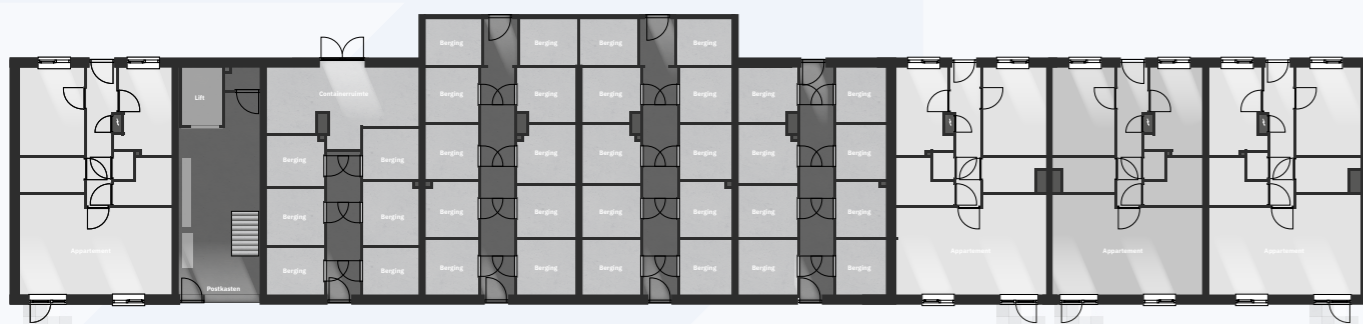 Berging Berging Berging Berging
Lift Containerruimte Berging Berging Berging Berging Berging Berging
Berging Berging Berging Berging Berging Berging Berging Berging
Berging Berging Berging Berging Berging Berging Berging Berging
Appartement Appartement Appartement Appartement
Berging Berging Berging Berging Berging Berging Berging Berging
Postkasten